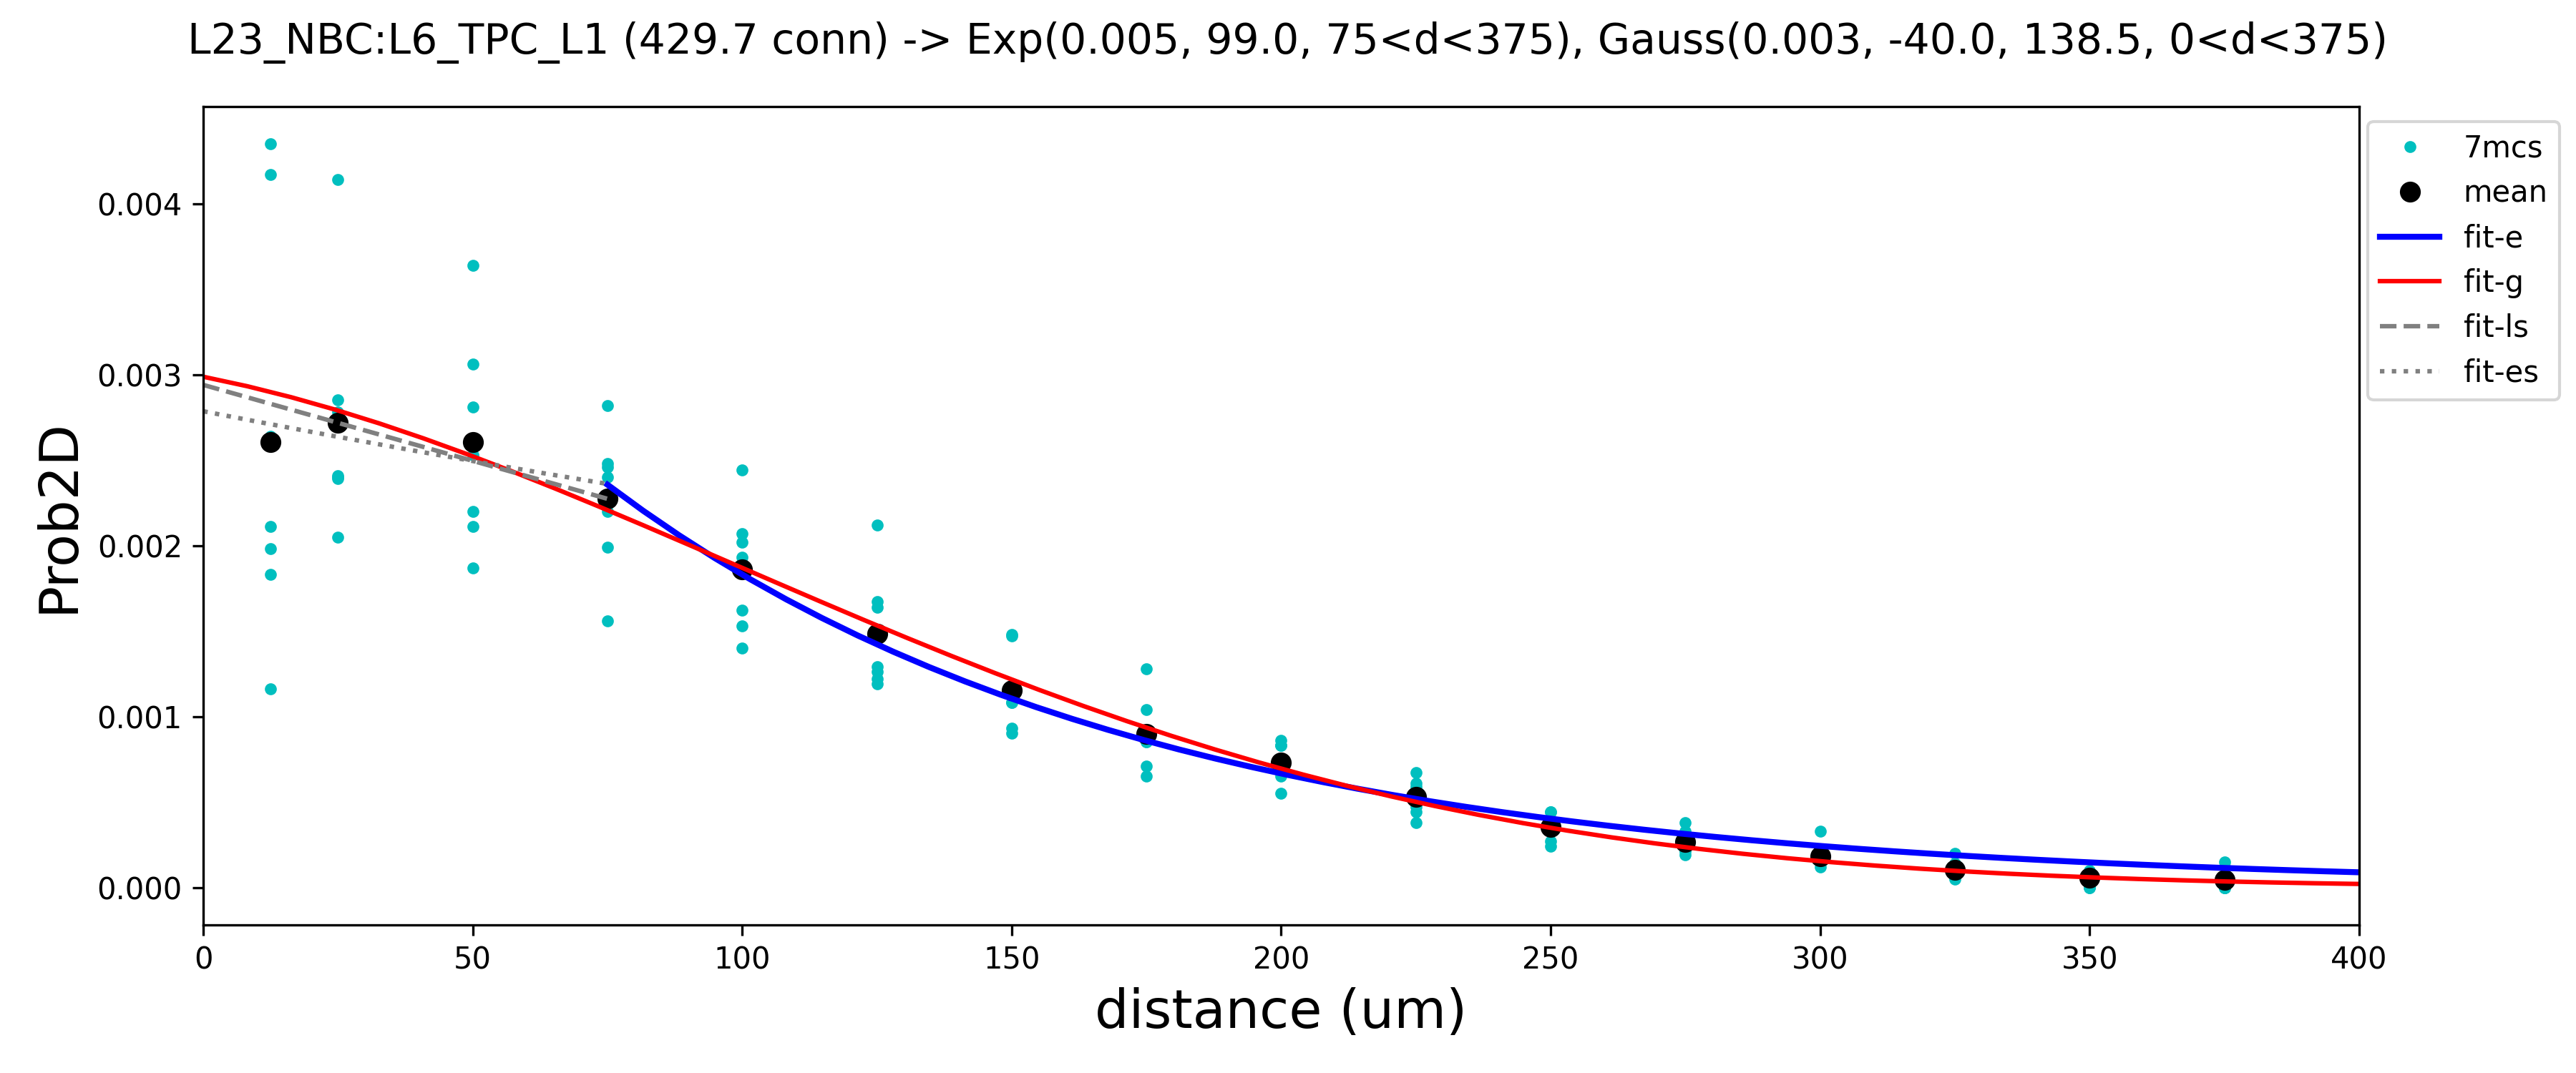 L23_NBC:L6_TPC_L1 (429.7 conn) -> Exp(0.005, 99.0, 75<d<375), Gauss(0.003, -40.0, 138.5, 0<d<375)
7mcs
mean
fit-e
fit-g
fit-ls
fit-es
0.004
0.003
0.002
0.001
0.000
Prob2D
0 50 100 150 200 250 300 350 400
distance (um)